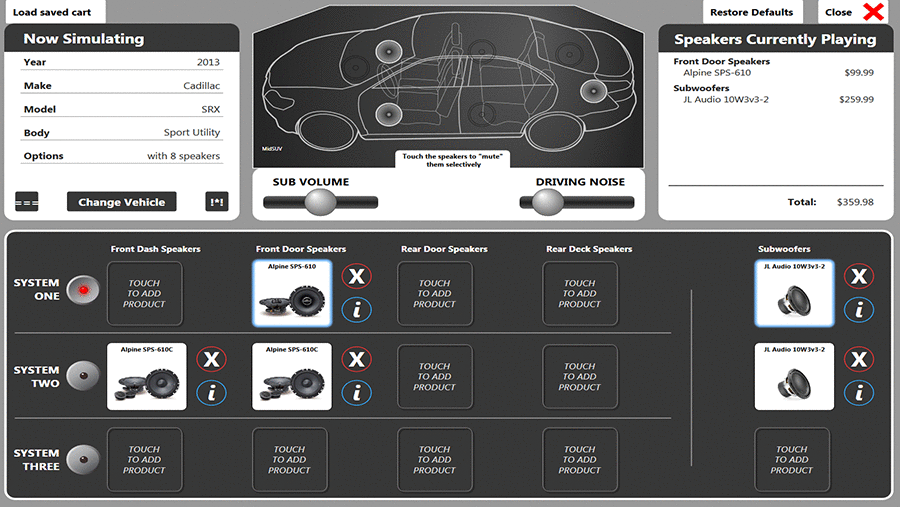 Load saved cart
Restore Defaults
Close
Now Simulating
Year 2013
Make Cadillac
Model SRX
Body Sport Utility
Options with 8 speakers
===
Change Vehicle
!*!
MidSUV
Touch the speakers to "mute"
them selectively
SUB VOLUME
DRIVING NOISE
Speakers Currently Playing
Front Door Speakers
Alpine SPS-610 $99.99
Subwoofers
JL Audio 10W3v3-2 $259.99
Total: $359.98
Front Dash Speakers
Front Door Speakers
Rear Door Speakers
Rear Deck Speakers
Subwoofers
SYSTEM
ONE
TOUCH
TO ADD
PRODUCT
Alpine SPS-610
X
i
TOUCH
TO ADD
PRODUCT
TOUCH
TO ADD
PRODUCT
JL Audio 10W3v3-2
X
i
SYSTEM
TWO
Alpine SPS-610C
X
i
Alpine SPS-610C
X
i
TOUCH
TO ADD
PRODUCT
TOUCH
TO ADD
PRODUCT
JL Audio 10W3v3-2
X
i
SYSTEM
THREE
TOUCH
TO ADD
PRODUCT
TOUCH
TO ADD
PRODUCT
TOUCH
TO ADD
PRODUCT
TOUCH
TO ADD
PRODUCT
TOUCH
TO ADD
PRODUCT